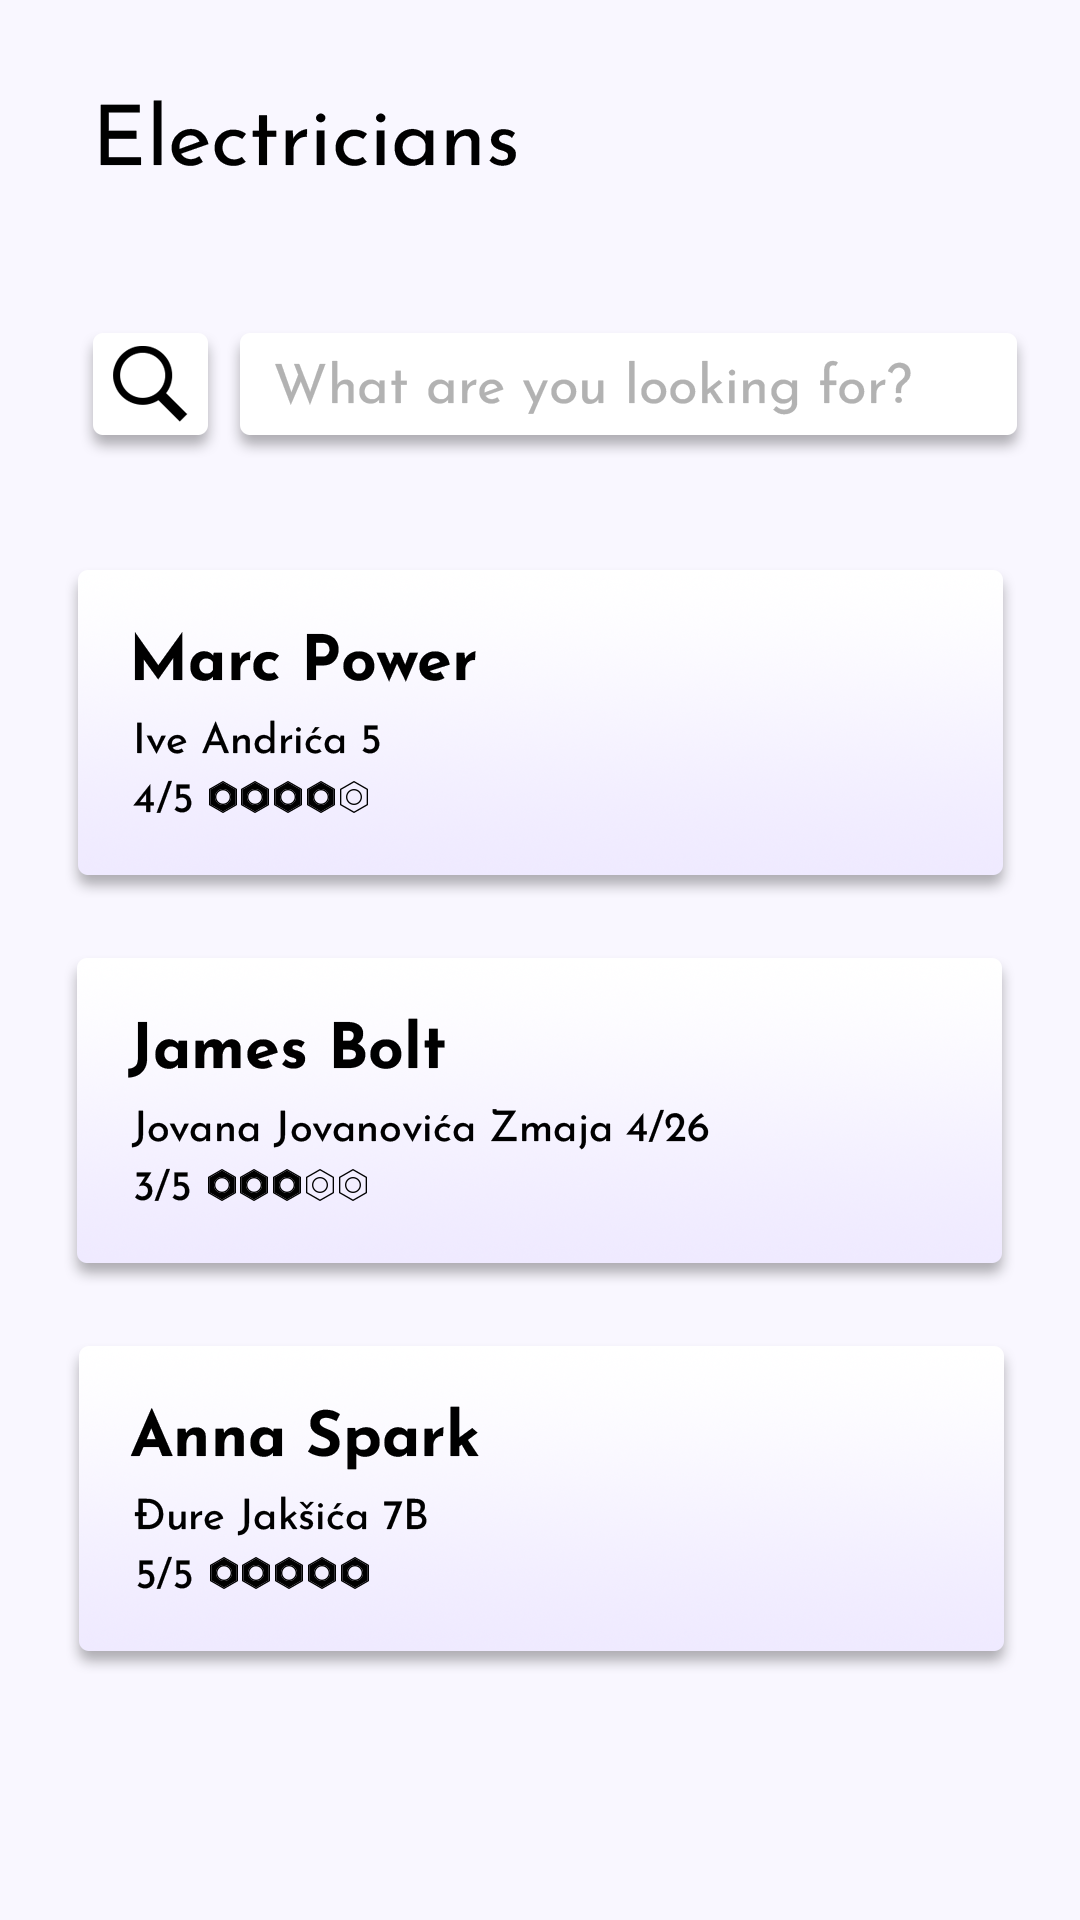 Electricians
What are you looking for?
Marc Power
Ive Andrića 5
4/5
James Bolt
Jovana Jovanovića Zmaja 4/26
3/5
Anna Spark
Đure Jakšića 7B
5/5